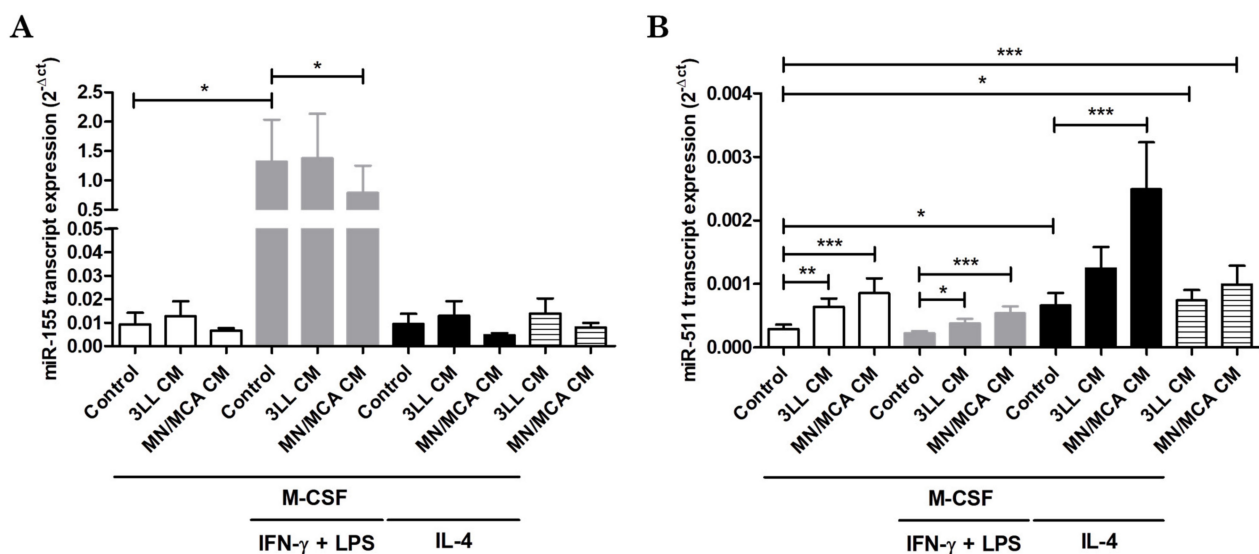 A
miR-155 transcript expression (2^-Δct)
2.5
2.0
1.5
1.0
0.5
0.05
0.04
0.03
0.02
0.01
0.00
*
*
Control
3LL CM
MN/MCA CM
Control
3LL CM
MN/MCA CM
Control
3LL CM
MN/MCA CM
3LL CM
MN/MCA CM
M-CSF
IFN-γ + LPS
IL-4
B
miR-511 transcript expression (2^-Δct)
0.004
0.003
0.002
0.001
0.000
***
*
***
*
***
**
***
*
Control
3LL CM
MN/MCA CM
Control
3LL CM
MN/MCA CM
Control
3LL CM
MN/MCA CM
3LL CM
MN/MCA CM
M-CSF
IFN-γ + LPS
IL-4